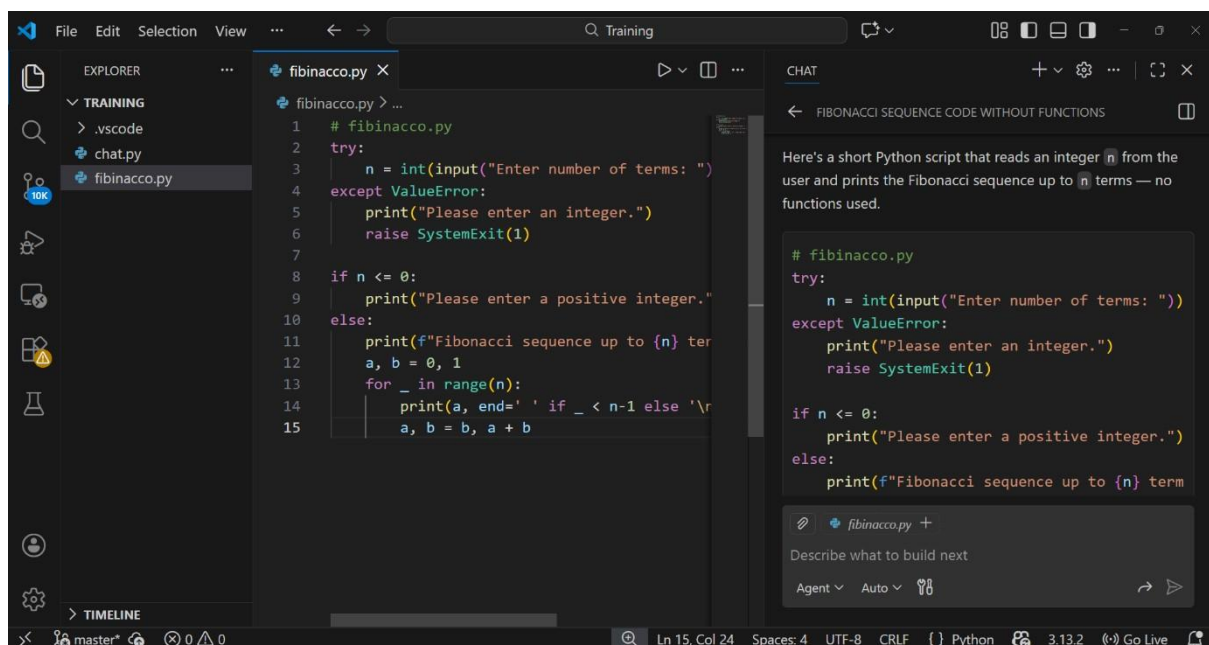 File Edit Selection View ... Training
EXPLORER ...
TRAINING
.vscode
chat.py
fibinacco.py
10K
TIMELINE
fibinacco.py
fibinacco.py > ...
1 # fibinacco.py
2 try:
3     n = int(input("Enter number of terms: ")
4 except ValueError:
5     print("Please enter an integer.")
6     raise SystemExit(1)
7
8 if n <= 0:
9     print("Please enter a positive integer."
10 else:
11     print(f"Fibonacci sequence up to {n} ter
12     a, b = 0, 1
13     for _ in range(n):
14         print(a, end=' ' if _ < n-1 else '\n
15         a, b = b, a + b
CHAT
FIBONACCI SEQUENCE CODE WITHOUT FUNCTIONS
Here's a short Python script that reads an integer n from the
user and prints the Fibonacci sequence up to n terms — no
functions used.
# fibinacco.py
try:
    n = int(input("Enter number of terms: "))
except ValueError:
    print("Please enter an integer.")
    raise SystemExit(1)
if n <= 0:
    print("Please enter a positive integer.")
else:
    print(f"Fibonacci sequence up to {n} term
fibinacco.py
Describe what to build next
Agent Auto
master* 0 0 Ln 15, Col 24 Spaces: 4 UTF-8 CRLF { } Python 3.13.2 Go Live